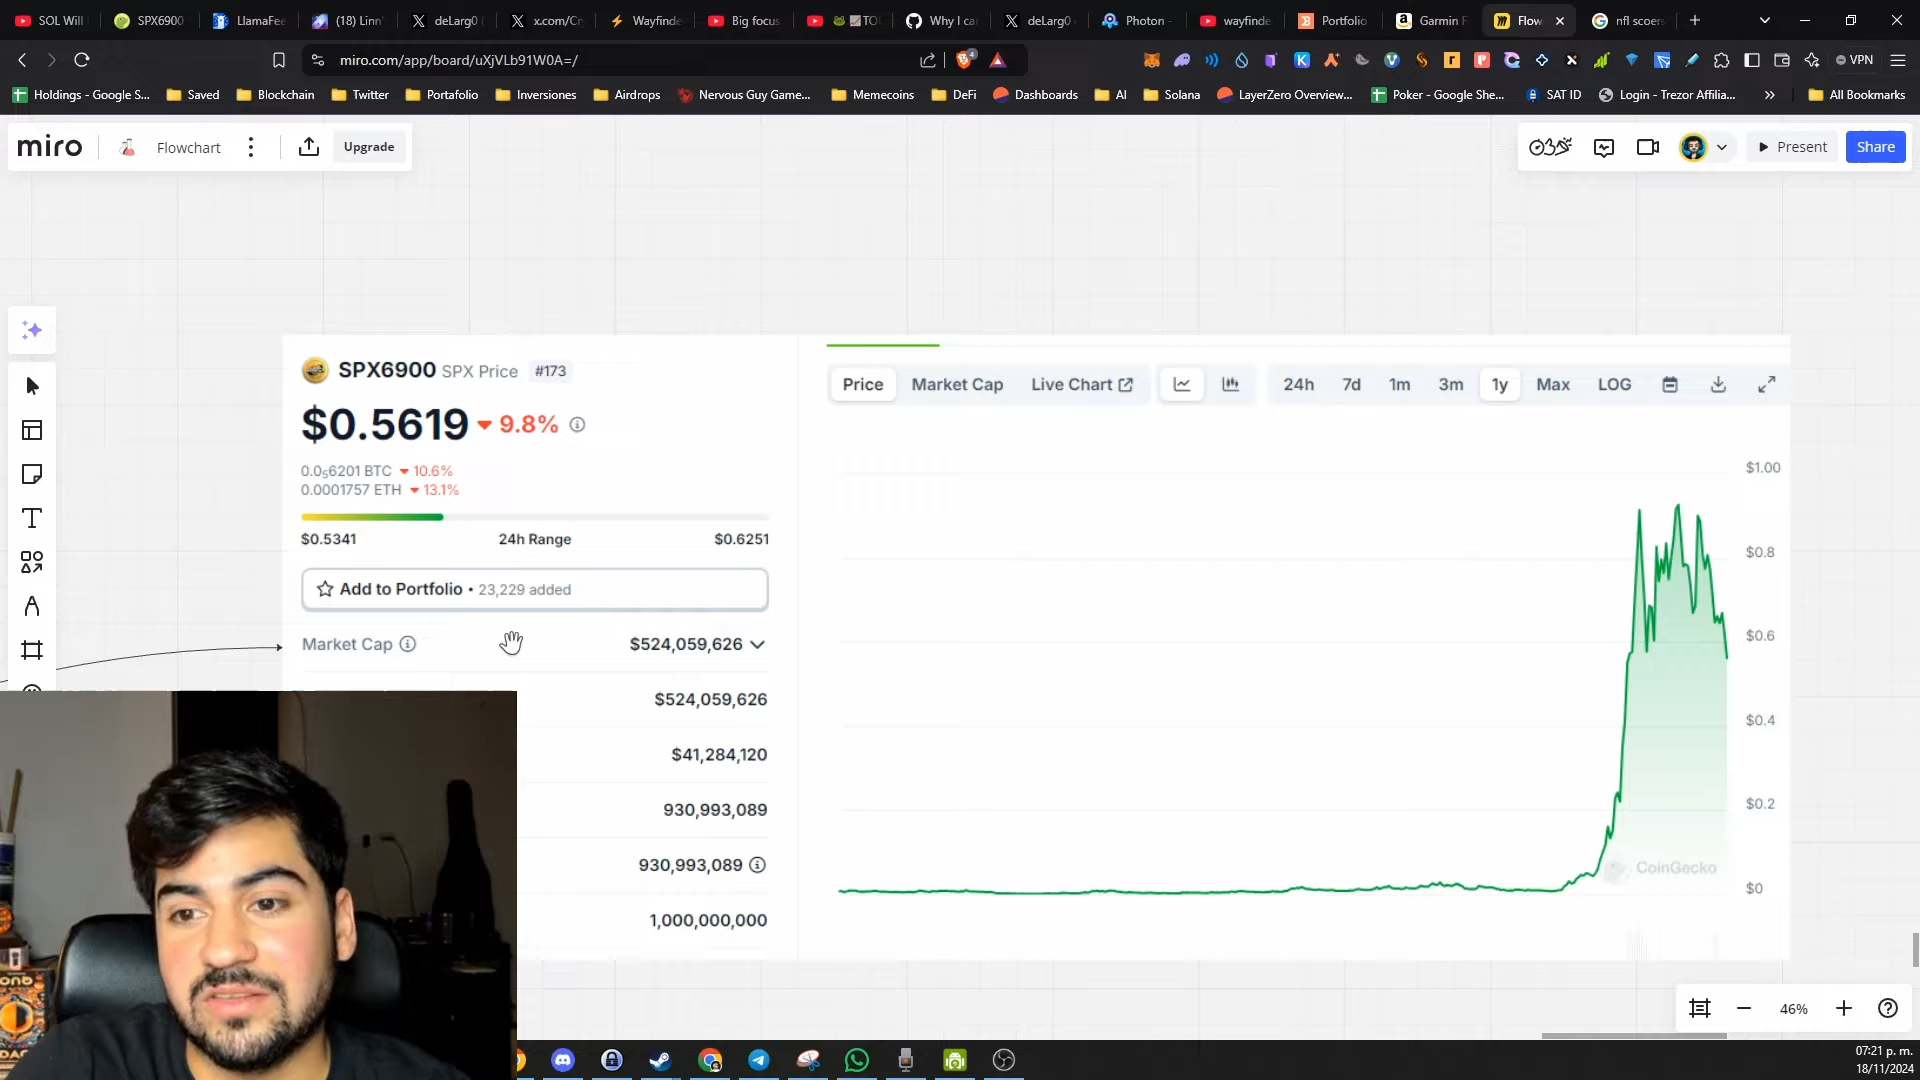 SOL Will
SPX6900
LlamaFee
(18) Linn
deLarg0 (
x.com/Cr
Wayfinde
Big focus
TO
Why I ca
deLarg0
Photon -
wayfinde
Portfolio
Garmin F
Flow
nfl scoers
miro.com/app/board/uXjVLb91W0A=/
4
VPN
Holdings - Google S...
Saved
Blockchain
Twitter
Portafolio
Inversiones
Airdrops
Nervous Guy Game...
Memecoins
DeFi
Dashboards
AI
Solana
LayerZero Overview...
Poker - Google She...
SAT ID
Login - Trezor Affilia...
All Bookmarks
miro
Flowchart
Upgrade
Present
Share
SPX6900 SPX Price #173
$0.5619 9.8%
0.0₅6201 BTC 10.6%
0.0001757 ETH 13.1%
$0.5341 24h Range $0.6251
Add to Portfolio • 23,229 added
Market Cap $524,059,626
$524,059,626
$41,284,120
930,993,089
930,993,089
1,000,000,000
Price Market Cap Live Chart 24h 7d 1m 3m 1y Max LOG
$1.00
$0.8
$0.6
$0.4
$0.2
$0
CoinGecko
46%
07:21 p. m.
18/11/2024